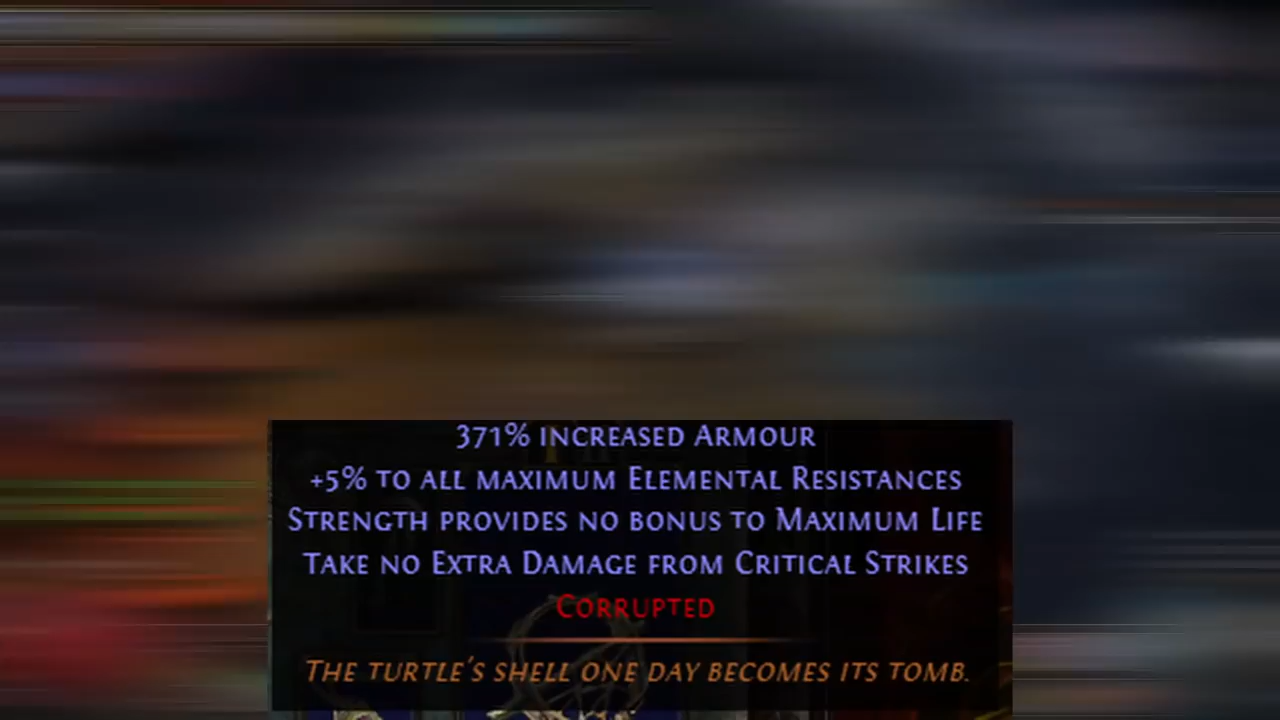 371% INCREASED ARMOUR
+5% TO ALL MAXIMUM ELEMENTAL RESISTANCES
STRENGTH PROVIDES NO BONUS TO MAXIMUM LIFE
TAKE NO EXTRA DAMAGE FROM CRITICAL STRIKES
CORRUPTED
THE TURTLE'S SHELL ONE DAY BECOMES ITS TOMB.